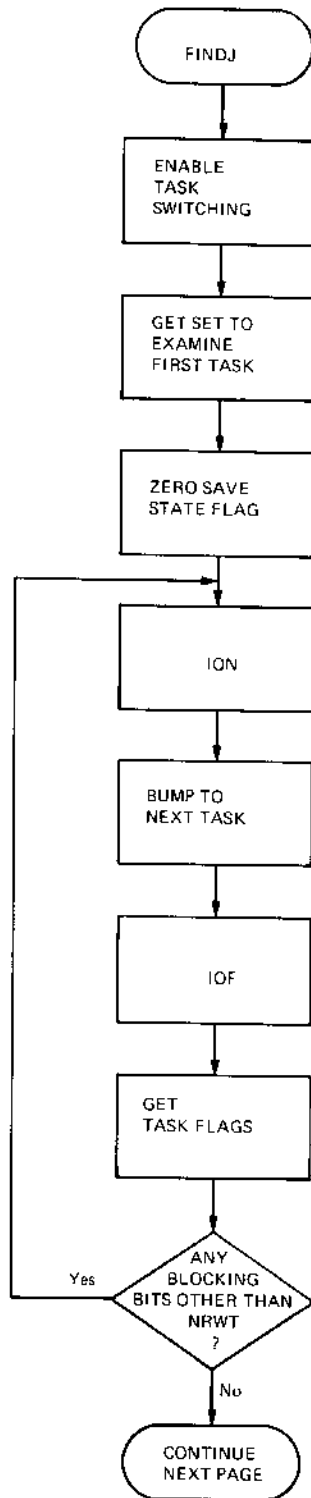 FINDJ
ENABLE
TASK
SWITCHING
GET SET TO
EXAMINE
FIRST TASK
ZERO SAVE
STATE FLAG
ION
BUMP TO
NEXT TASK
IOF
GET
TASK FLAGS
ANY
BLOCKING
BITS OTHER THAN
NRWT
?
Yes
No
CONTINUE
NEXT PAGE